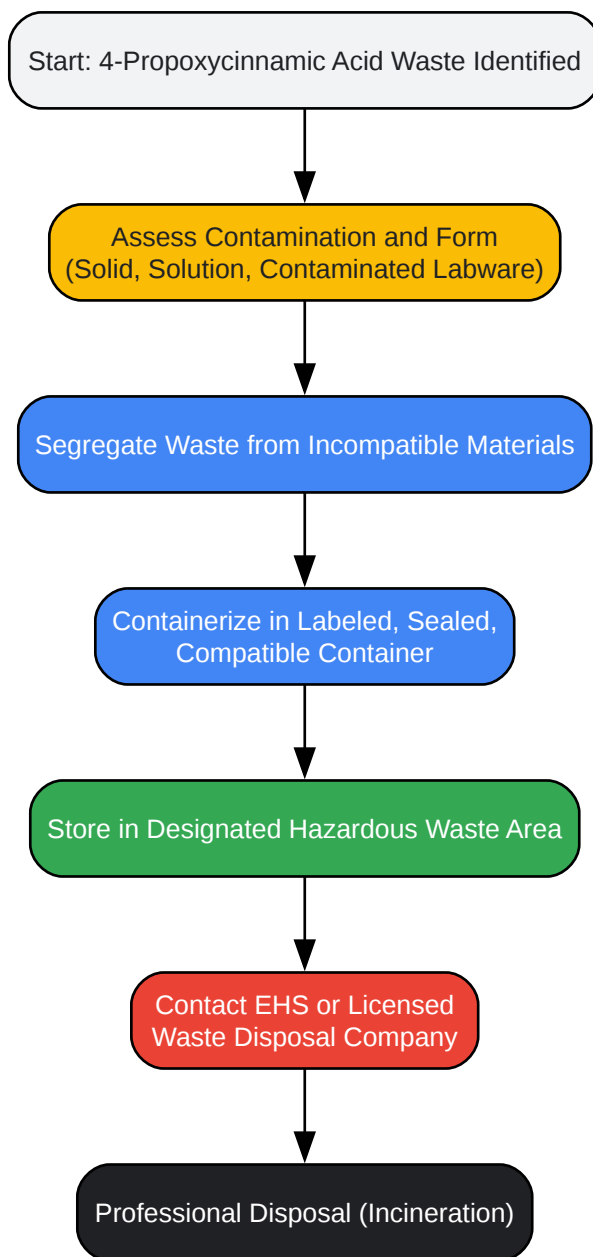 Start: 4-Propoxycinnamic Acid Waste Identified
Assess Contamination and Form
(Solid, Solution, Contaminated Labware)
Segregate Waste from Incompatible Materials
Containerize in Labeled, Sealed,
Compatible Container
Store in Designated Hazardous Waste Area
Contact EHS or Licensed
Waste Disposal Company
Professional Disposal (Incineration)